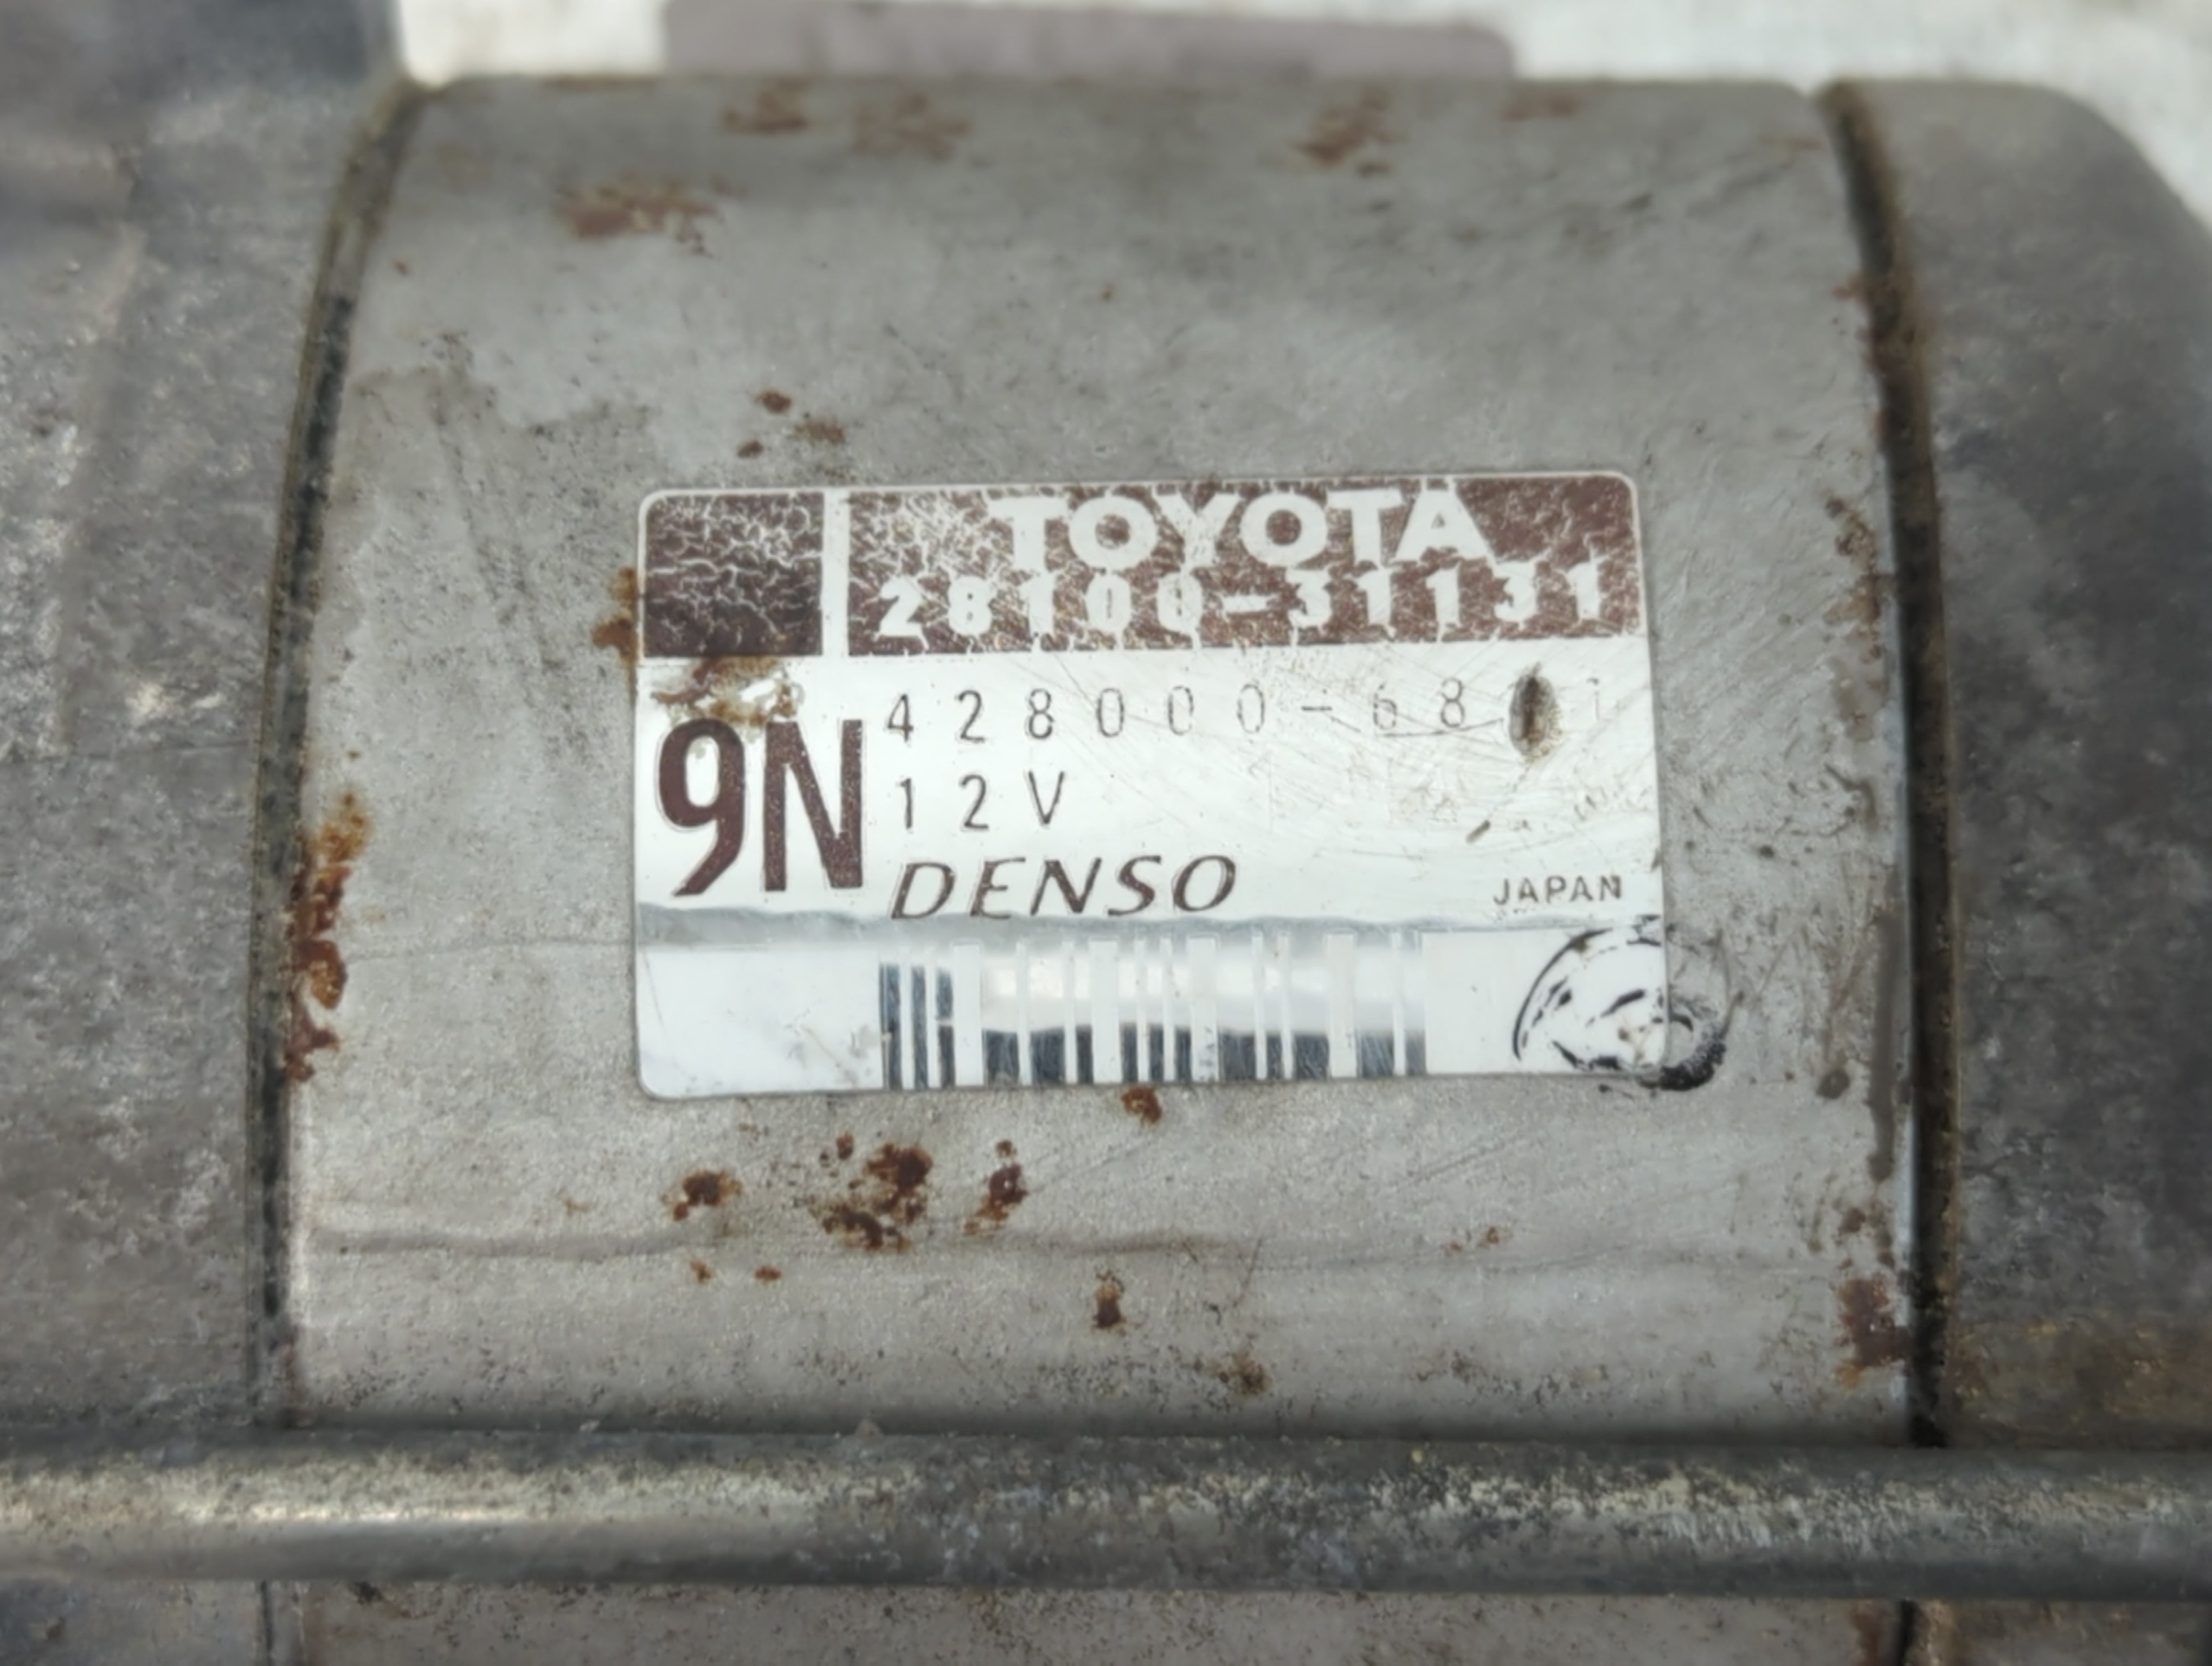 TOYOTA
28100-31131
9N
12V
DENSO
JAPAN